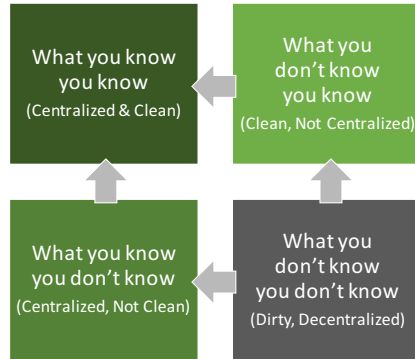 What you know
you know
(Centralized & Clean)
What you
don't know
you know
(Clean, Not Centralized)
What you know
you don't know
(Centralized, Not Clean)
What you
don't know
you don't know
(Dirty, Decentralized)